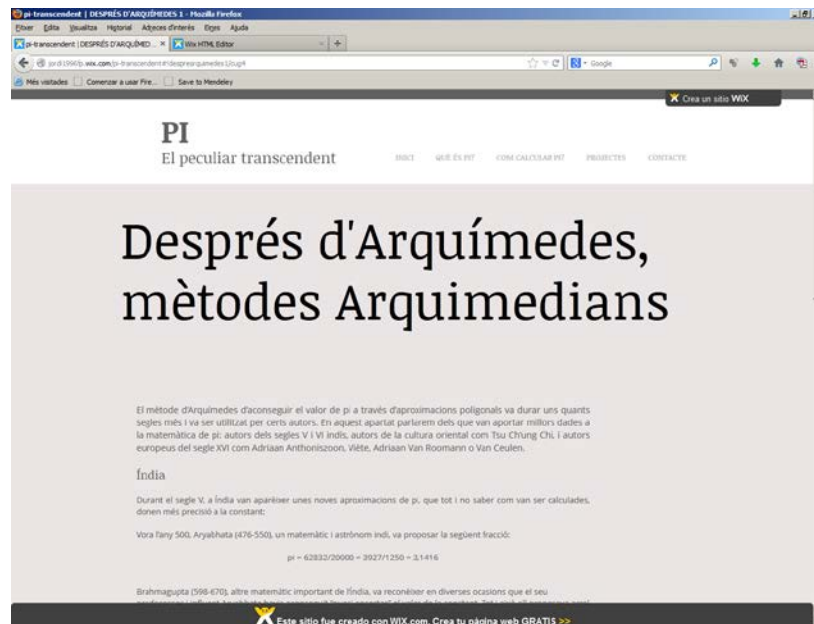 pi-transcendent | DESPRÉS D'ARQUÍMEDES 1 - Mozilla Firefox
Fitxer Edita Visualitza Historial Adreces d'interès Eines Ajuda
pi-transcendent | DESPRÉS D'ARQUÍMED... Wix HTML Editor
jordi1996lp.wix.com/pi-transcendent Google
Més visitades Comenzar a usar Fire... Save to Mendeley
Crea un sitio WiX
PI
El peculiar transcendent
INICI QUÈ ÉS PI? COM CALCULAR PI? PROJECTES CONTACTE
Després d'Arquímedes,
mètodes Arquimedians
El mètode d'Arquímedes d'aconseguir el valor de pi a través d'aproximacions poligonals va durar uns quants
segles més i va ser utilitzat per certs autors. En aquest apartat parlarem dels que van aportar millors dades a
la matemàtica de pi: autors dels segles V i VI indis, autors de la cultura oriental com Tsu Ch'ung Chi, i autors
europeus del segle XVI com Adriaan Anthoniszoon, Viète, Adriaan Van Roomann o Van Ceulen.
Índia
Durant el segle V, a Índia van aparèixer unes noves aproximacions de pi, que tot i no saber com van ser calculades,
donen més precisió a la constant:
Vora l'any 500, Aryabhata (476-550), un matemàtic i astrònom indi, va proposar la següent fracció:
pi = 62832/20000 = 3927/1250 = 3,1416
Brahmagupta (598-670), altre matemàtic important de l'Índia, va reconèixer en diverses ocasions que el seu
Este sitio fue creado con WIX.com. Crea tu página web GRATIS >>